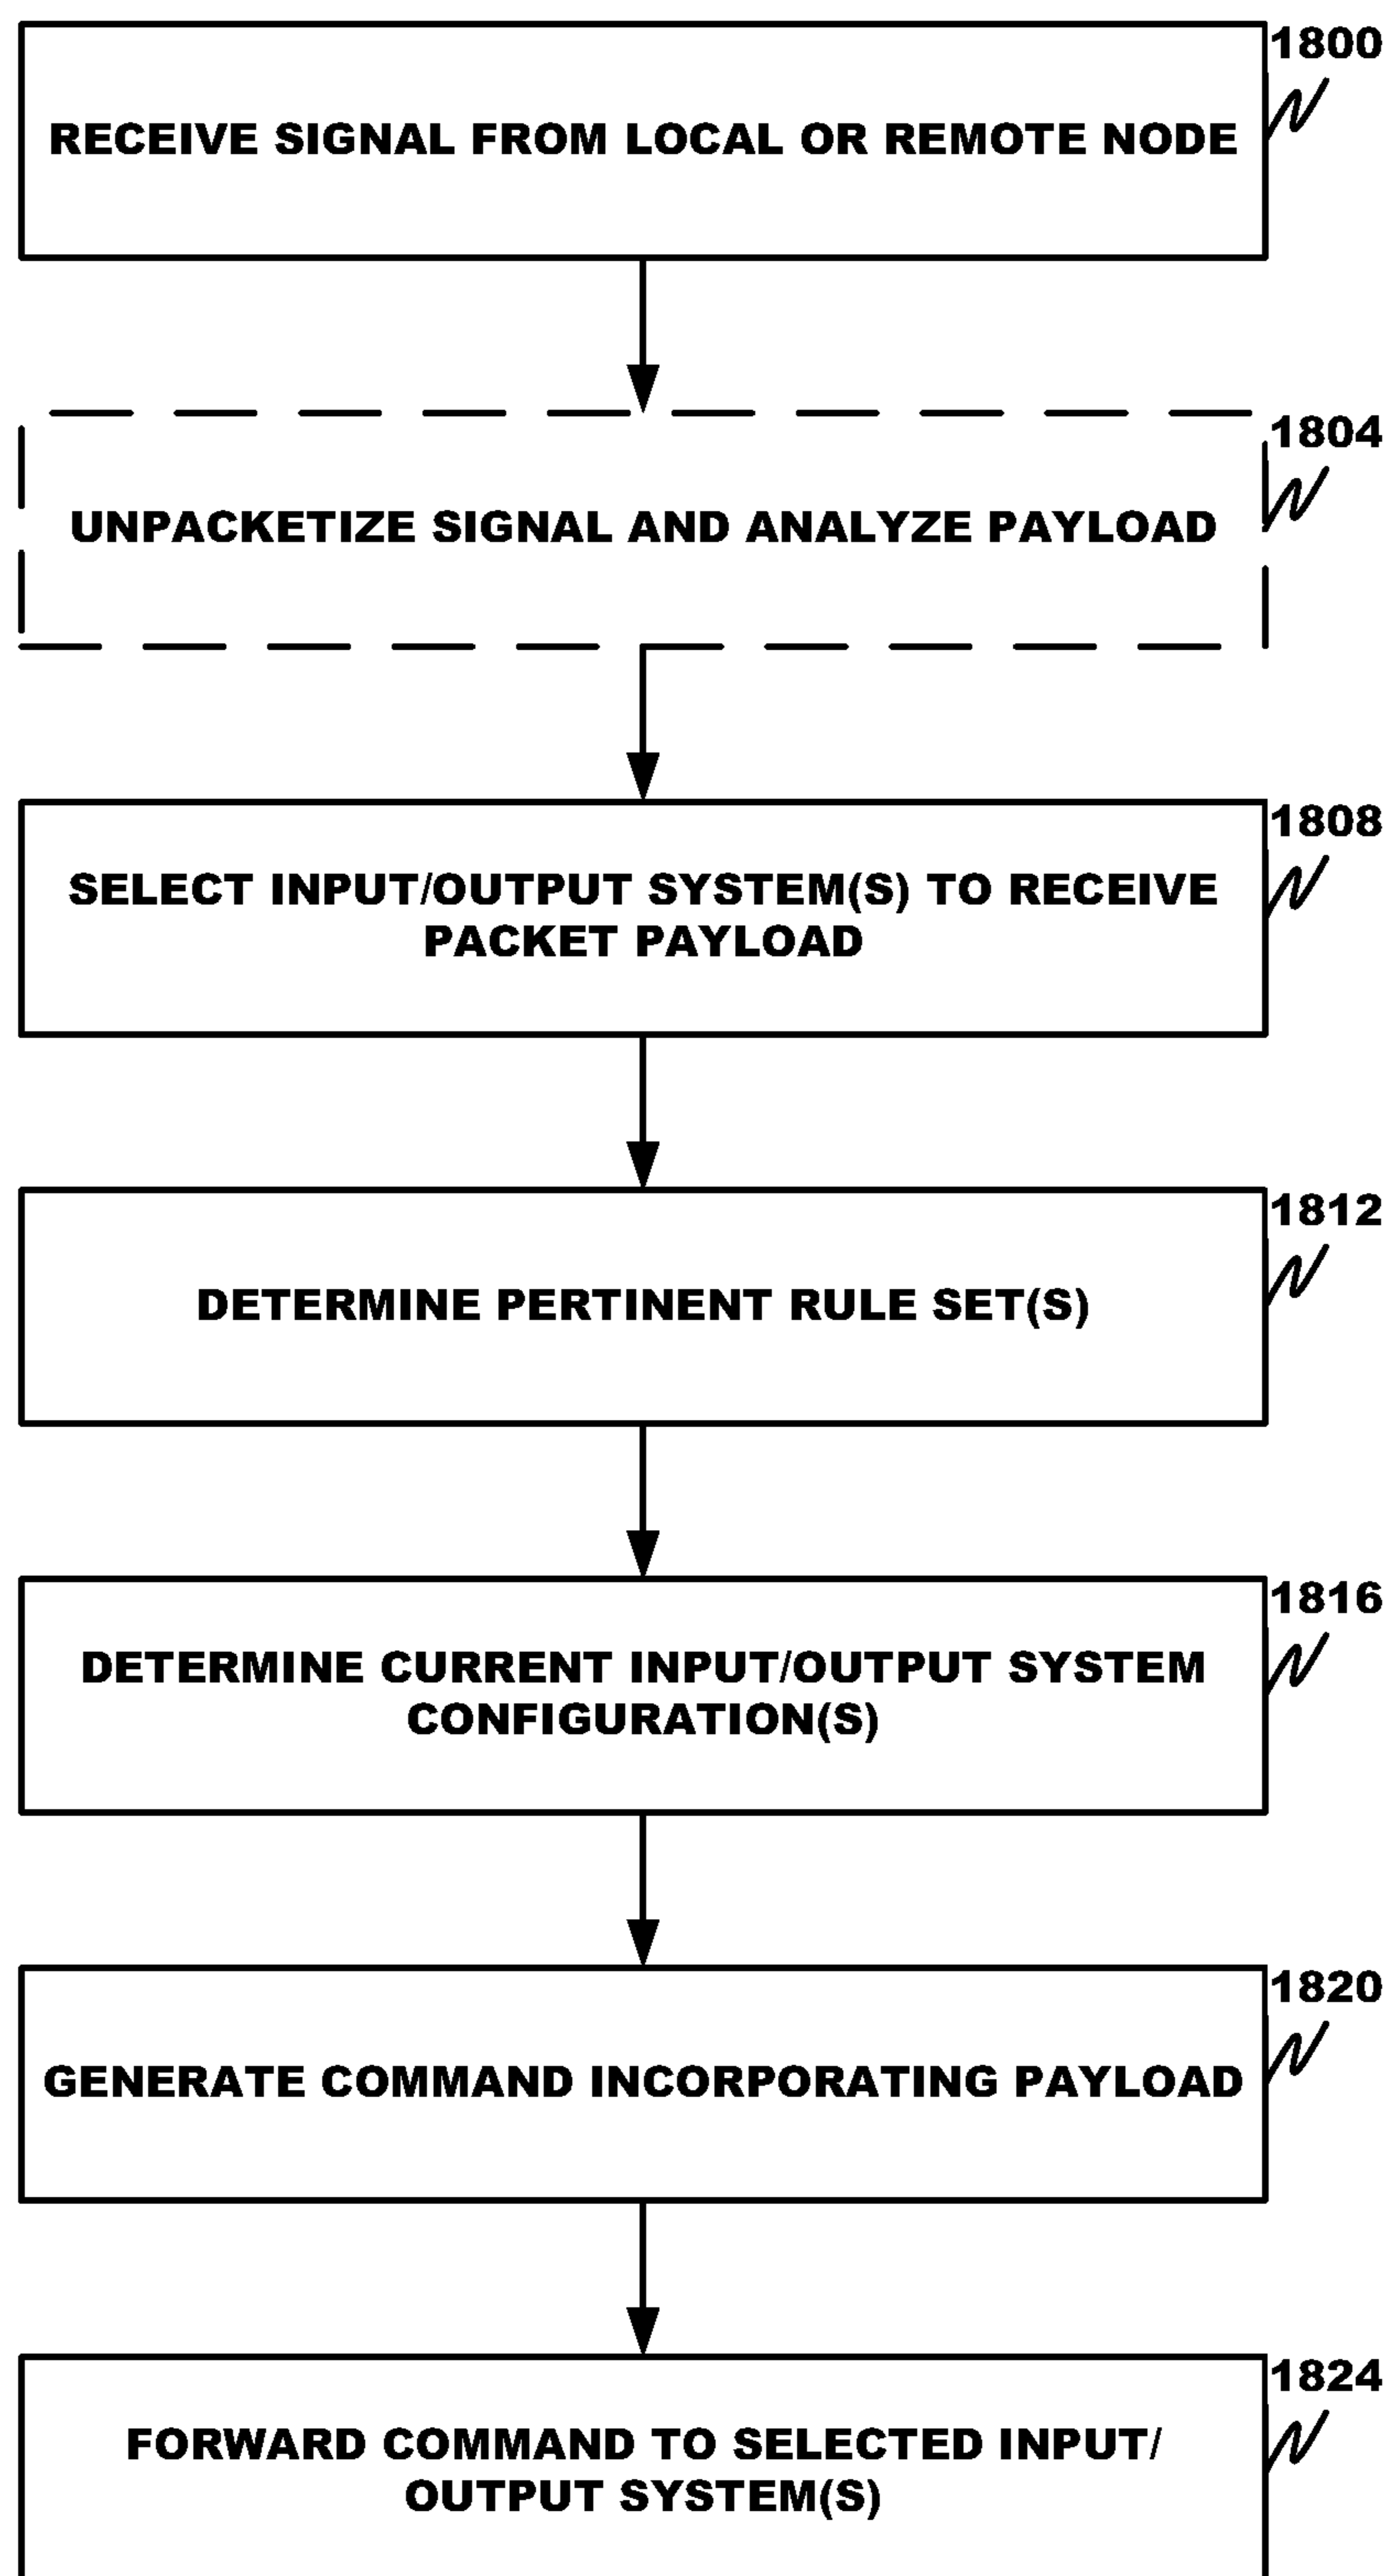 1800
RECEIVE SIGNAL FROM LOCAL OR REMOTE NODE
1804
UNPACKETIZE SIGNAL AND ANALYZE PAYLOAD
1808
SELECT INPUT/OUTPUT SYSTEM(S) TO RECEIVE
PACKET PAYLOAD
1812
DETERMINE PERTINENT RULE SET(S)
1816
DETERMINE CURRENT INPUT/OUTPUT SYSTEM
CONFIGURATION(S)
1820
GENERATE COMMAND INCORPORATING PAYLOAD
1824
FORWARD COMMAND TO SELECTED INPUT/
OUTPUT SYSTEM(S)